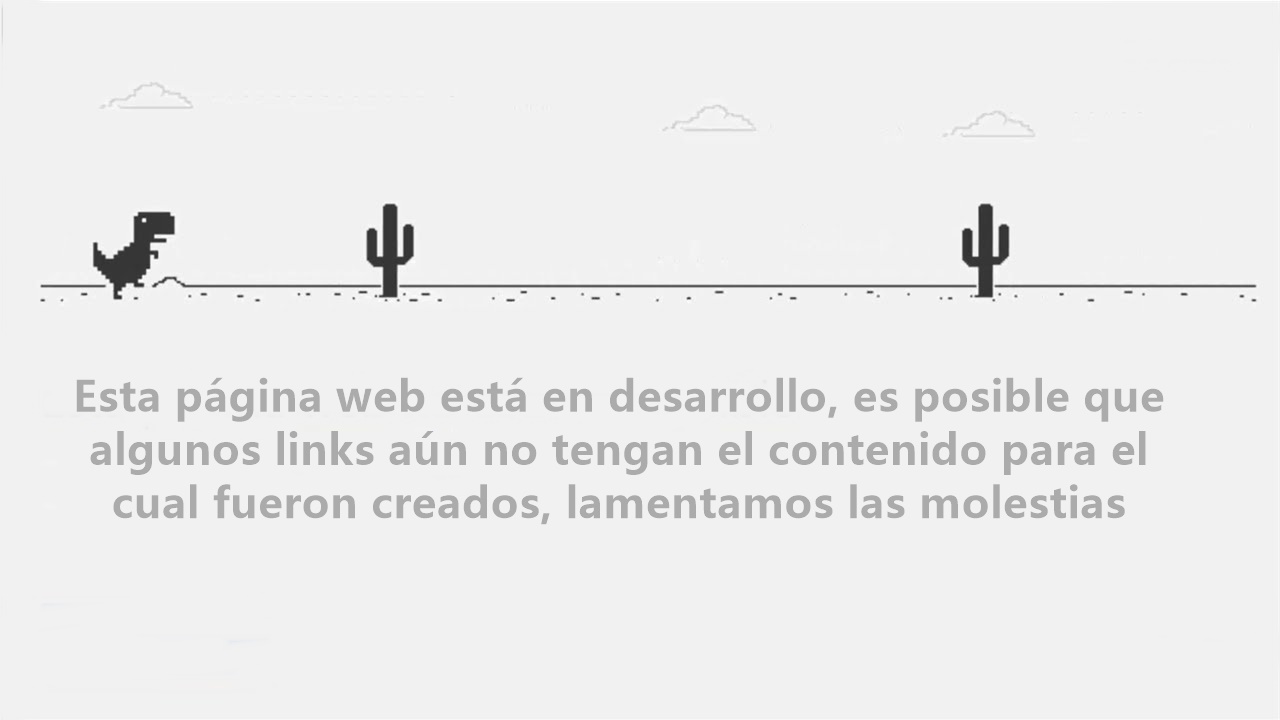 Esta página web está en desarrollo, es posible que
algunos links aún no tengan el contenido para el
cual fueron creados, lamentamos las molestias